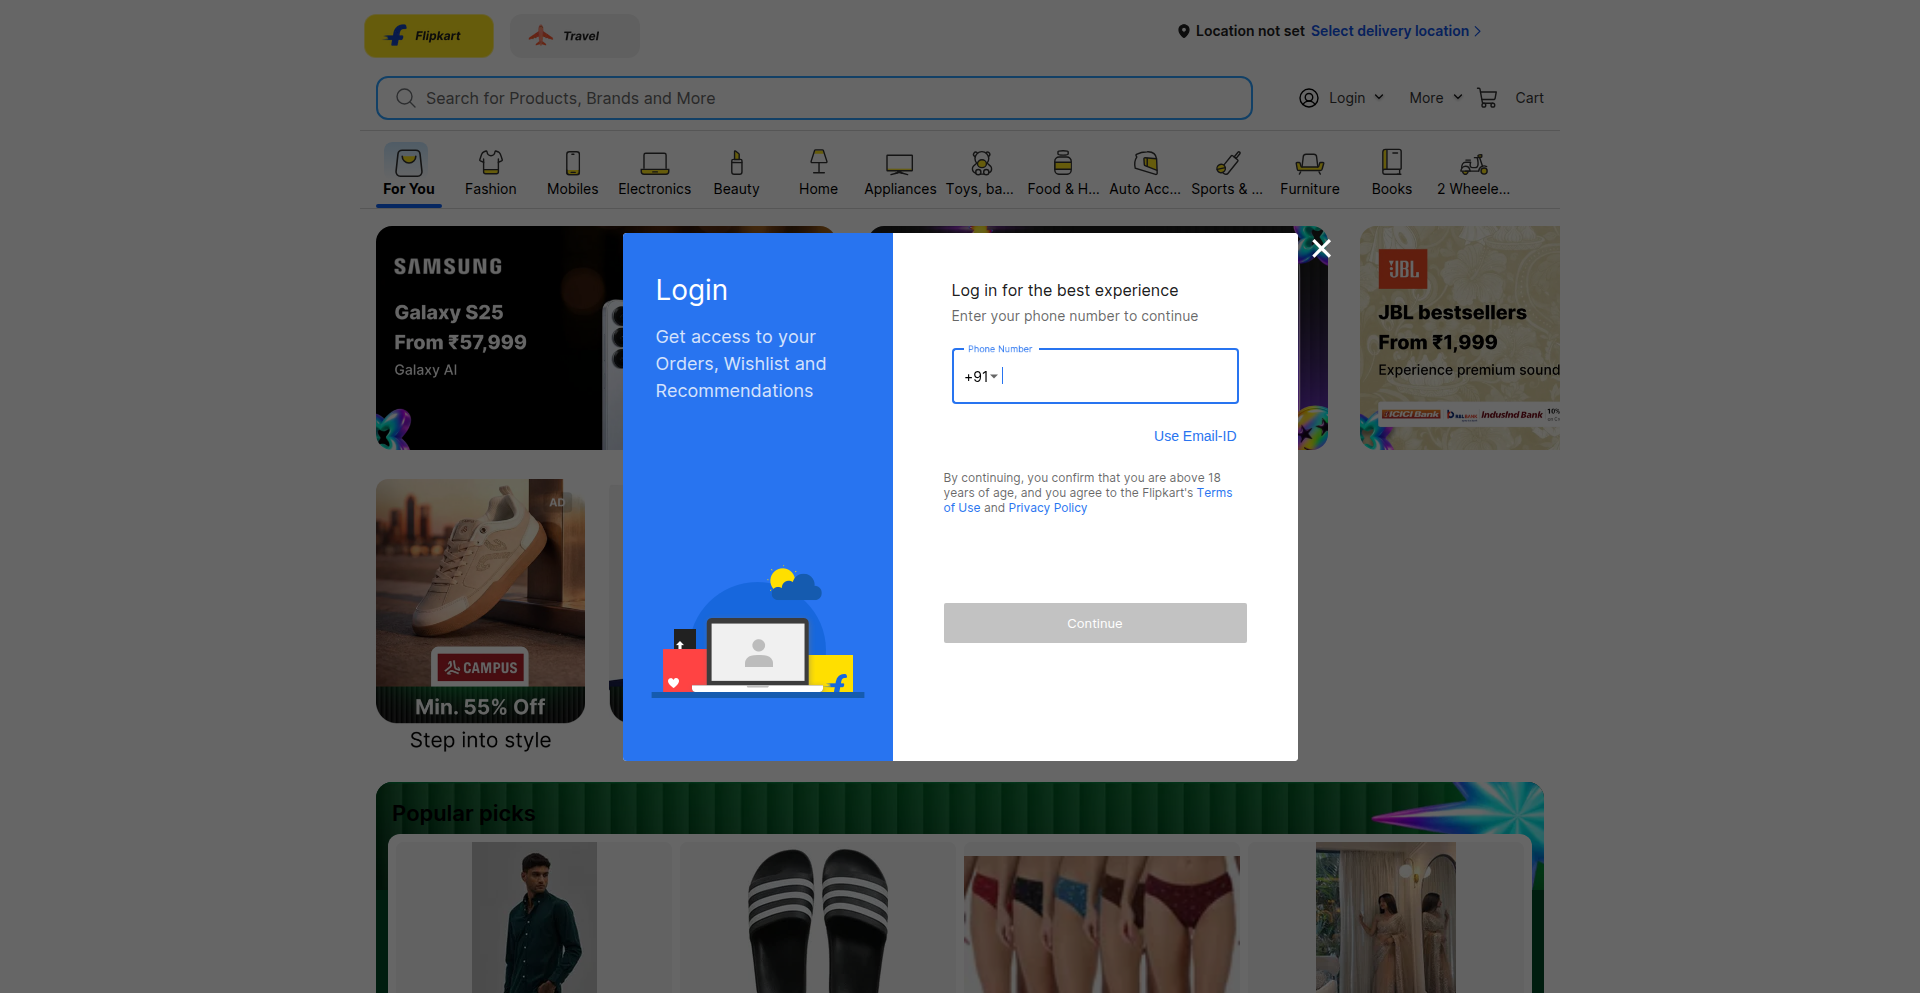 Flipkart
Travel
Location not set Select delivery location
Search for Products, Brands and More
Login
More
Cart
For You
Fashion
Mobiles
Electronics
Beauty
Home
Appliances
Toys, ba...
Food & H...
Auto Acc...
Sports & ...
Furniture
Books
2 Wheele...
SAMSUNG
Galaxy S25
From ₹57,999
Galaxy AI
JBL
JBL bestsellers
From ₹1,999
Experience premium sound
ICICI Bank
IndusInd Bank
10%
Login
Get access to your
Orders, Wishlist and
Recommendations
Log in for the best experience
Enter your phone number to continue
Phone Number
+91
Use Email-ID
By continuing, you confirm that you are above 18
years of age, and you agree to the Flipkart's Terms
of Use and Privacy Policy
Continue
AD
CAMPUS
Min. 55% Off
Step into style
Popular picks